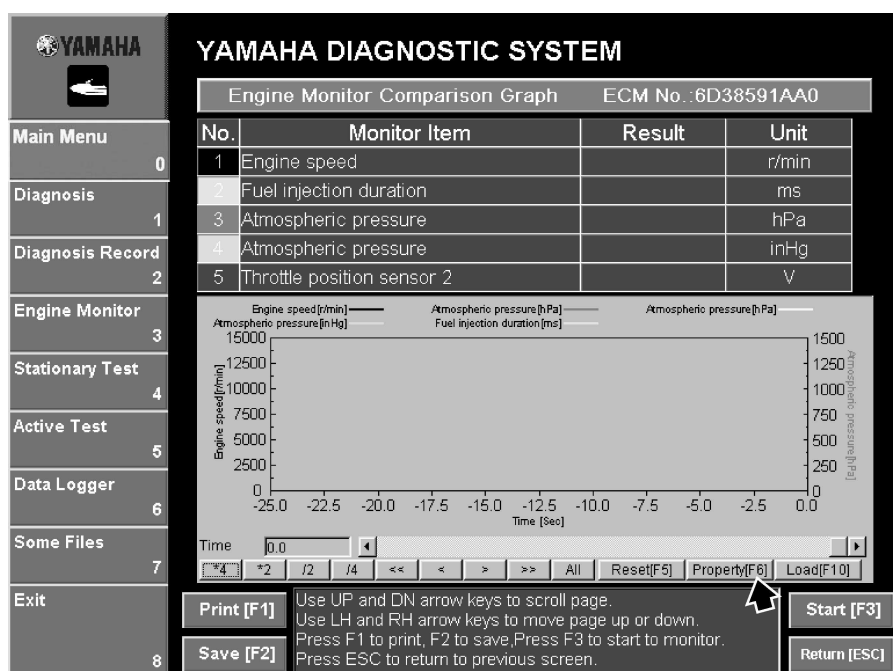 YAMAHA
YAMAHA DIAGNOSTIC SYSTEM
Engine Monitor Comparison Graph ECM No.:6D38591AA0
Main Menu
0
Diagnosis
1
Diagnosis Record
2
Engine Monitor
3
Stationary Test
4
Active Test
5
Data Logger
6
Some Files
7
Exit
8
No. Monitor Item Result Unit
1 Engine speed r/min
2 Fuel injection duration ms
3 Atmospheric pressure hPa
4 Atmospheric pressure inHg
5 Throttle position sensor 2 V
Engine speed[r/min] Atmospheric pressure[hPa] Atmospheric pressure[hPa]
Atmospheric pressure[inHg] Fuel injection duration[ms]
Engine speed[r/min]
15000
12500
10000
7500
5000
2500
0
1500
1250
1000
750
500
250
0
Atmospheric pressure[hPa]
-25.0 -22.5 -20.0 -17.5 -15.0 -12.5 -10.0 -7.5 -5.0 -2.5 0.0
Time [Sec]
Time 0.0
*4 *2 /2 /4 << < > >> All Reset[F5] Property[F6] Load[F10]
Print [F1]
Save [F2]
Use UP and DN arrow keys to scroll page.
Use LH and RH arrow keys to move page up or down.
Press F1 to print, F2 to save,Press F3 to start to monitor.
Press ESC to return to previous screen.
Start [F3]
Return [ESC]